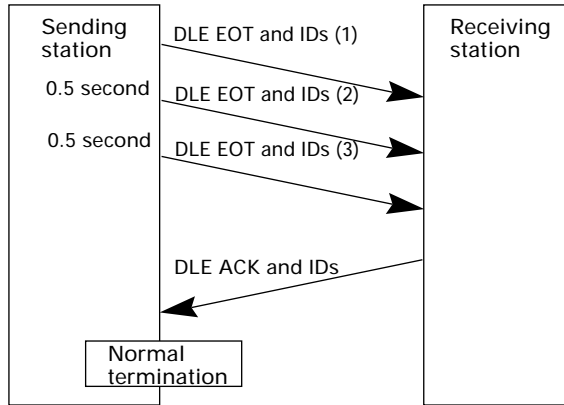 Sending
station
Receiving
station
DLE EOT and IDs (1)
0.5 second
DLE EOT and IDs (2)
0.5 second
DLE EOT and IDs (3)
DLE ACK and IDs
Normal
termination